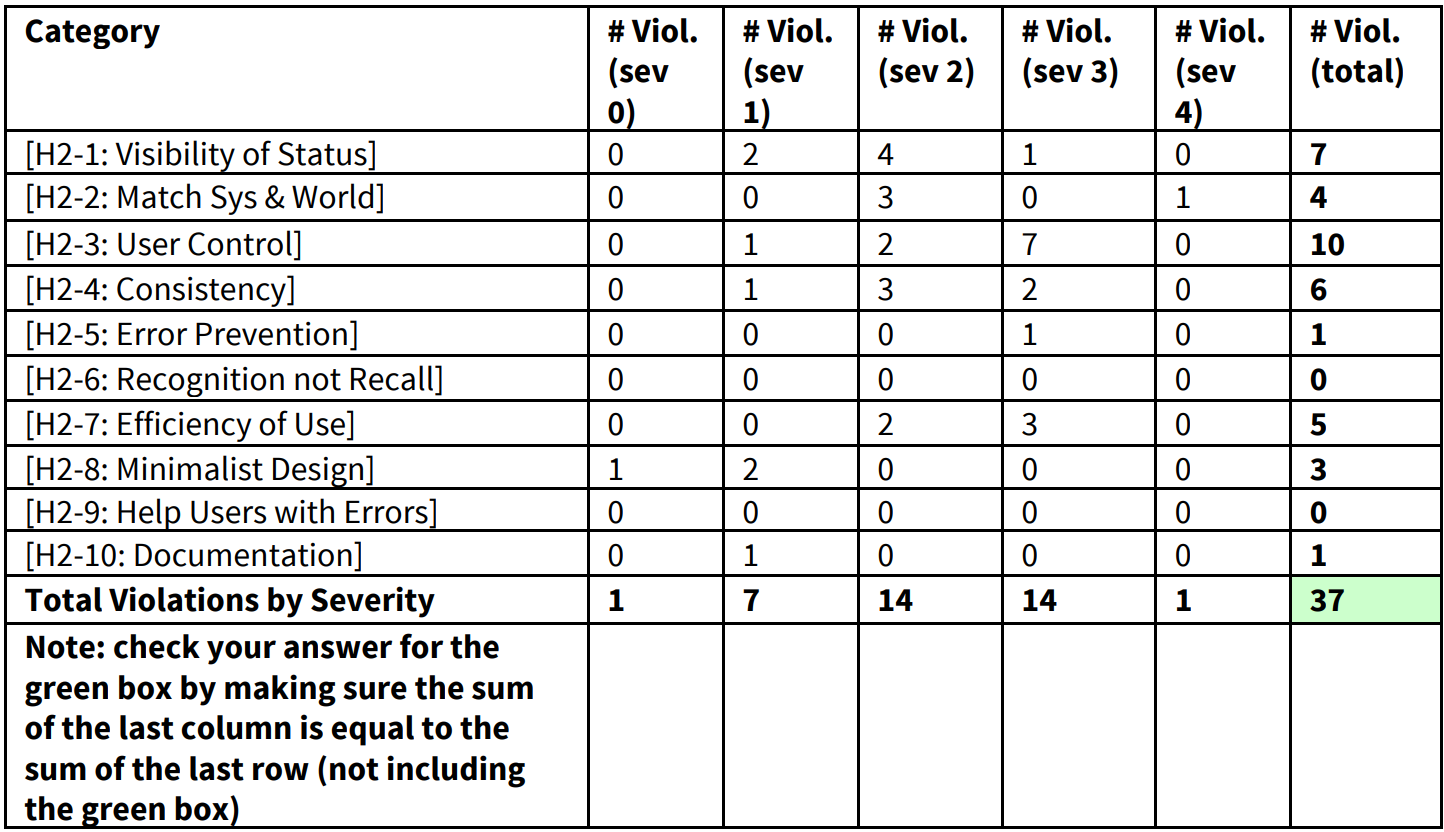 Category # Viol. (sev 0) # Viol. (sev 1) # Viol. (sev 2) # Viol. (sev 3) # Viol. (sev 4) # Viol. (total)
[H2-1: Visibility of Status] 0 2 4 1 0 7
[H2-2: Match Sys & World] 0 0 3 0 1 4
[H2-3: User Control] 0 1 2 7 0 10
[H2-4: Consistency] 0 1 3 2 0 6
[H2-5: Error Prevention] 0 0 0 1 0 1
[H2-6: Recognition not Recall] 0 0 0 0 0 0
[H2-7: Efficiency of Use] 0 0 2 3 0 5
[H2-8: Minimalist Design] 1 2 0 0 0 3
[H2-9: Help Users with Errors] 0 0 0 0 0 0
[H2-10: Documentation] 0 1 0 0 0 1
Total Violations by Severity 1 7 14 14 1 37
Note: check your answer for the
green box by making sure the sum
of the last column is equal to the
sum of the last row (not including
the green box)